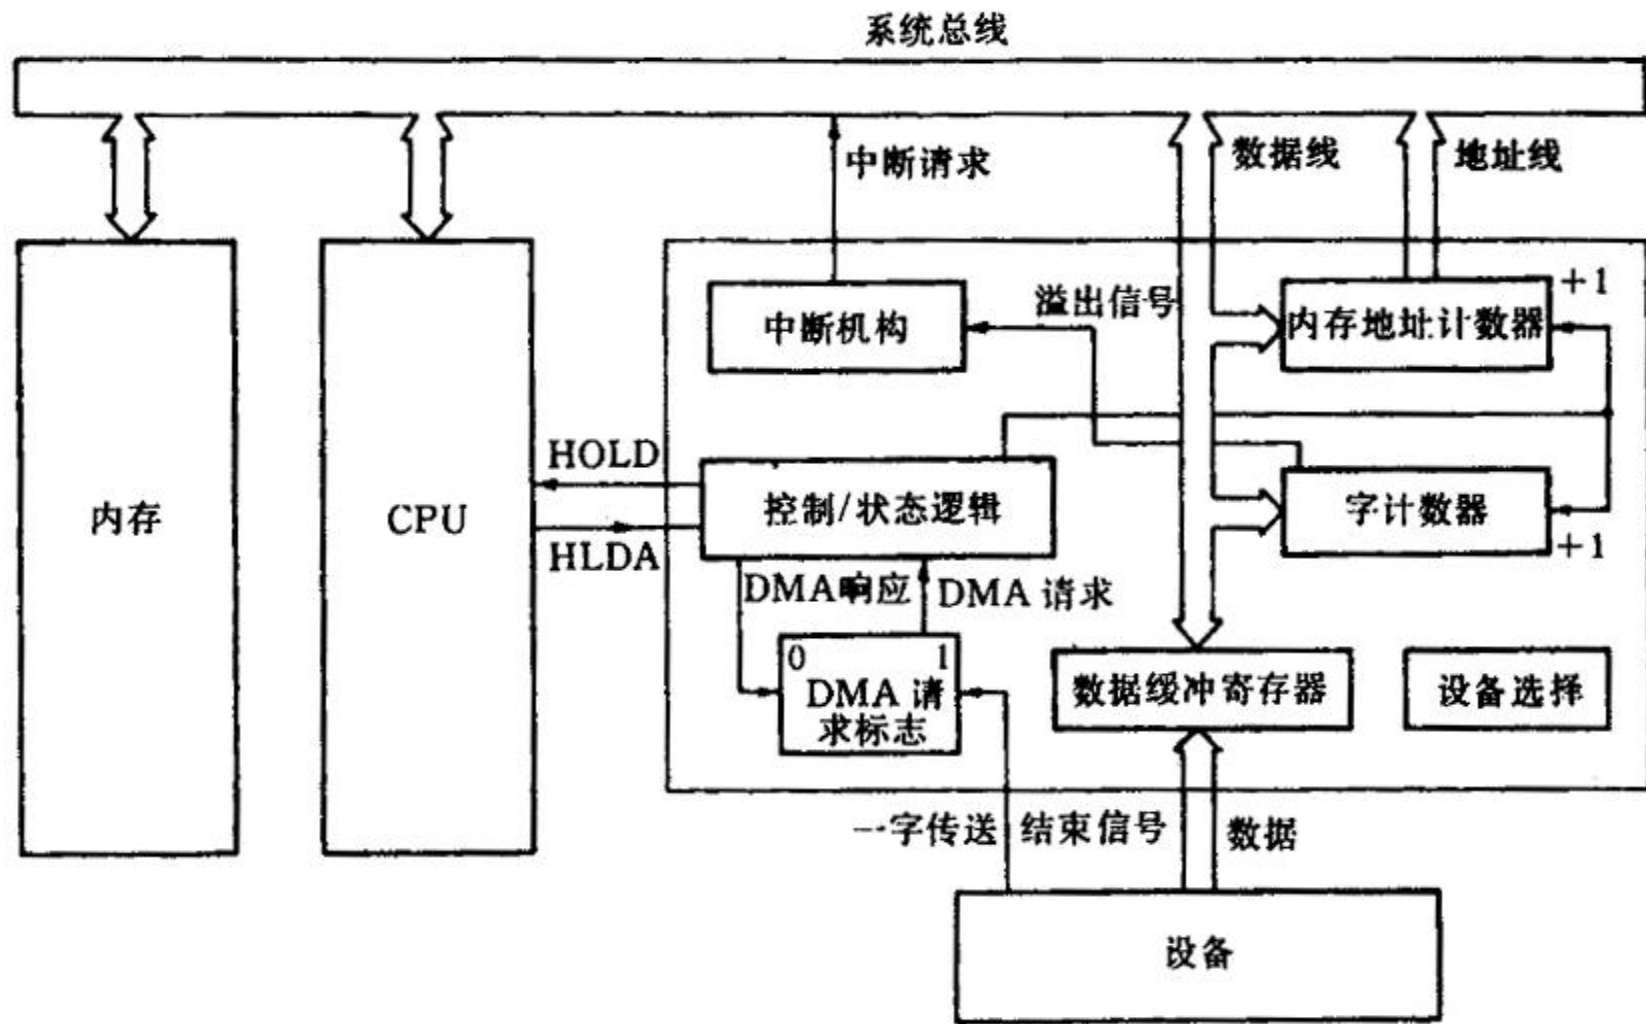 系统总线
中断请求
数据线
地址线
中断机构
溢出信号
+1
内存地址计数器
HOLD
内存
CPU
控制/状态逻辑
字计数器
HLDA
+1
DMA响应
DMA 请求
0 1
DMA 请
求标志
数据缓冲寄存器
设备选择
一字传送 结束信号
数据
设备